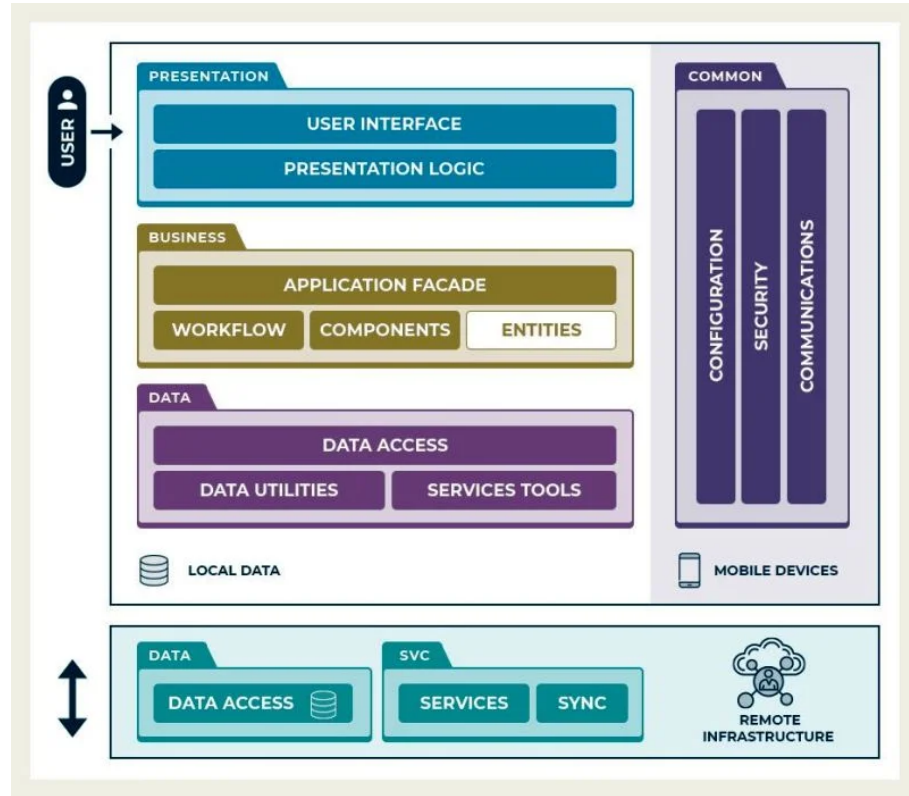 USER
PRESENTATION
USER INTERFACE
PRESENTATION LOGIC
BUSINESS
APPLICATION FACADE
WORKFLOW
COMPONENTS
ENTITIES
DATA
DATA ACCESS
DATA UTILITIES
SERVICES TOOLS
LOCAL DATA
COMMON
CONFIGURATION
SECURITY
COMMUNICATIONS
MOBILE DEVICES
DATA
DATA ACCESS
SVC
SERVICES
SYNC
REMOTE
INFRASTRUCTURE